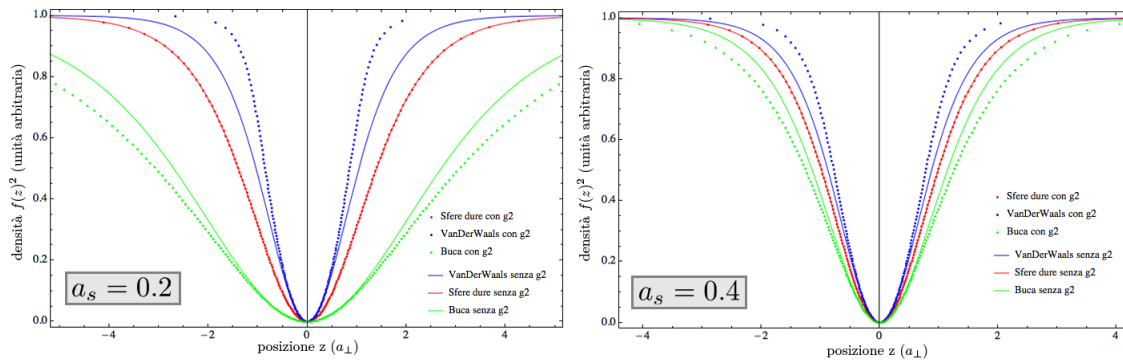 densità f(z)² (unità arbitraria)
1.0
0.8
0.6
0.4
0.2
0.0
Sfere dure con g2
VanDerWaals con g2
Buca con g2
VanDerWaals senza g2
Sfere dure senza g2
Buca senza g2
a_s = 0.2
−4 −2 0 2 4
posizione z (a_⊥)
densità f(z)² (unità arbitraria)
1.0
0.8
0.6
0.4
0.2
0.0
Sfere dure con g2
VanDerWaals con g2
Buca con g2
VanDerWaals senza g2
Sfere dure senza g2
Buca senza g2
a_s = 0.4
−4 −2 0 2 4
posizione z (a_⊥)